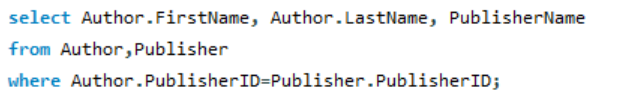 select Author.FirstName, Author.LastName, PublisherName
from Author,Publisher
where Author.PublisherID=Publisher.PublisherID;